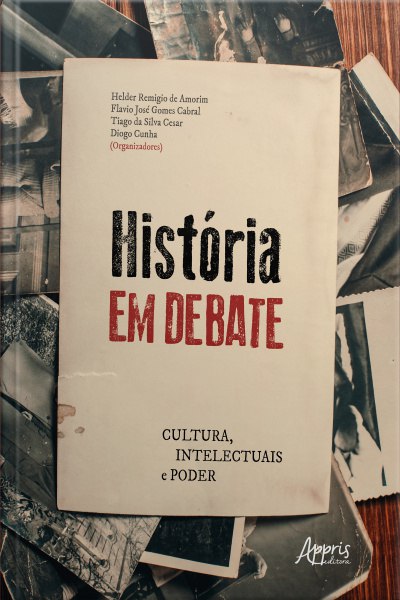 Helder Remigio de Amorim
Flavio José Gomes Cabral
Tiago da Silva Cesar
Diogo Cunha
(Organizadores)
História
EM DEBATE
CULTURA,
INTELECTUAIS
e PODER
Appris
editora